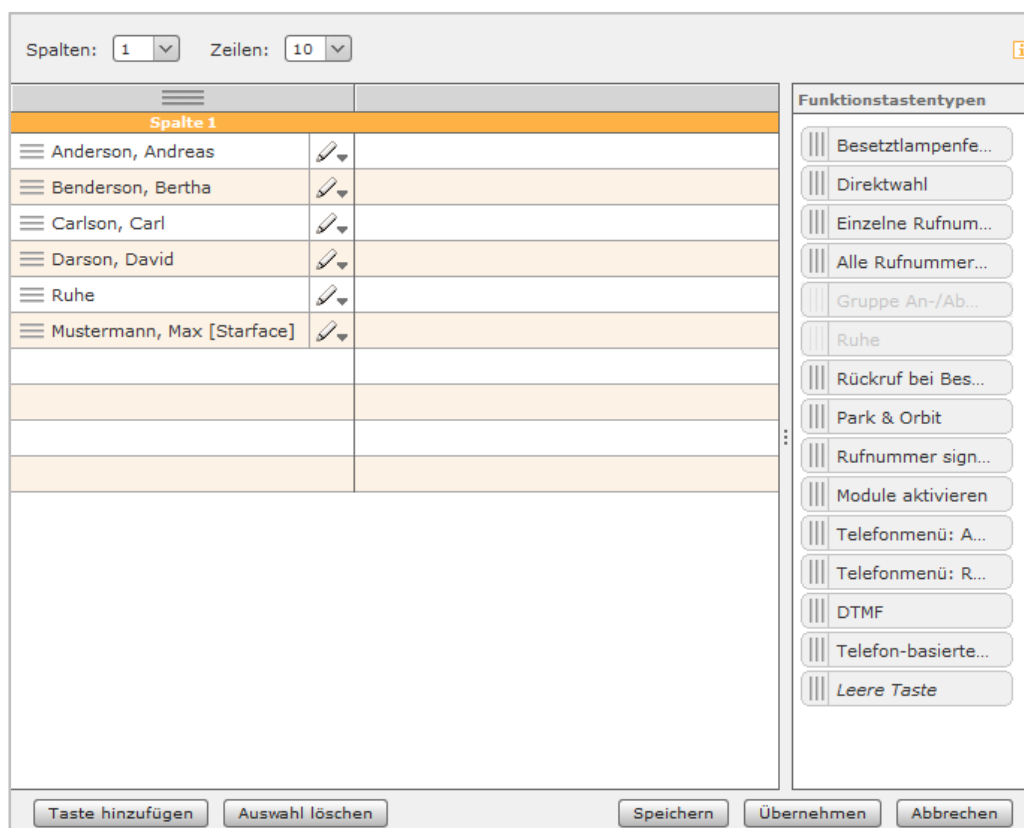 Spalten: 1 Zeilen: 10
Spalte 1
Anderson, Andreas
Benderson, Bertha
Carlson, Carl
Darson, David
Ruhe
Mustermann, Max [Starface]
Funktionstastentypen
Besetztlampenfe...
Direktwahl
Einzelne Rufnum...
Alle Rufnummer...
Gruppe An-/Ab...
Ruhe
Rückruf bei Bes...
Park & Orbit
Rufnummer sign...
Module aktivieren
Telefonmenü: A...
Telefonmenü: R...
DTMF
Telefon-basierte...
Leere Taste
Taste hinzufügen Auswahl löschen Speichern Übernehmen Abbrechen